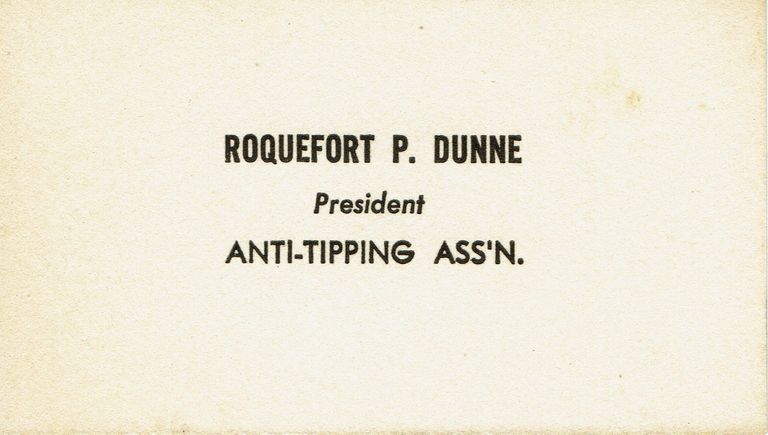 ROQUEFORT P. DUNNE
President
ANTI-TIPPING ASS'N.